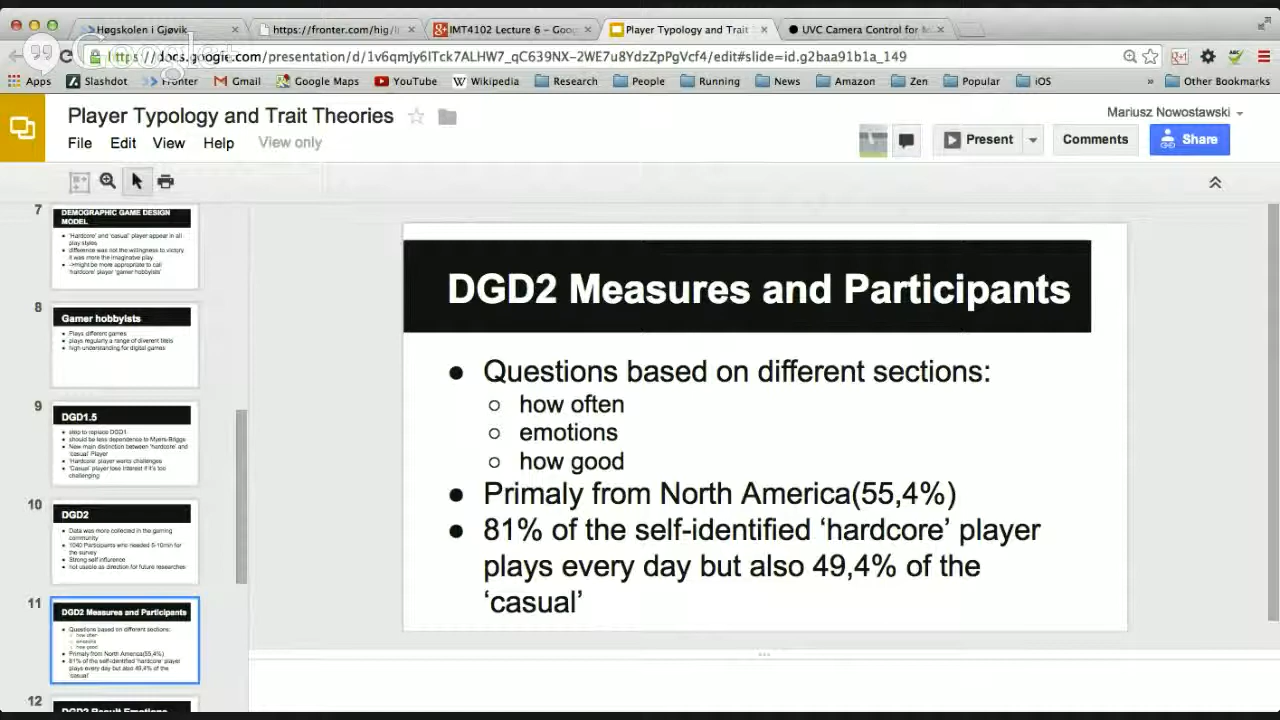 Høgskolen i Gjøvik
https://fronter.com/hig/l
IMT4102 Lecture 6 – Goog
Player Typology and Trait T
UVC Camera Control for M
Google+
https://docs.google.com/presentation/d/1v6qmJy6ITck7ALHW7_qC639NX-2WE7u8YdzZpPgVcf4/edit#slide=id.g2baa91b1a_149
Apps
Slashdot
Fronter
Gmail
Google Maps
YouTube
Wikipedia
Research
People
Running
News
Amazon
Zen
Popular
iOS
»
Other Bookmarks
Player Typology and Trait Theories
Mariusz Nowostawski
File Edit View Help View only
Present
Comments
Share
7
DEMOGRAPHIC GAME DESIGN
MODEL
• 'Hardcore' and 'casual' player appear in all
play styles
• difference was not the willingness to victory
it was more the imaginative play
• ->might be more appropriate to call
'hardcore' player 'gamer hobbyists'
8
Gamer hobbyists
• Plays different games
• plays regularly a range of diverent titels
• high understanding for digital games
9
DGD1.5
• step to replace DGD1
• should be less dependence to Myers-Briggs
• New main distinction between 'hardcore' and
'casual' Player
• 'Hardcore' player wants challenges
• 'Casual' player lose interest if it's too
challenging
10
DGD2
• Data was more collected in the gaming
community
• 1040 Participants who needed 5-10min for
the survey
• Strong self influrence
• not usable as direction for future researches
11
DGD2 Measures and Participants
• Questions based on different sections:
○ how often
○ emotions
○ how good
• Primaly from North America(55,4%)
• 81% of the self-identified 'hardcore' player
plays every day but also 49,4% of the
'casual'
12
DGD2 Result Emotions
DGD2 Measures and Participants
● Questions based on different sections:
○ how often
○ emotions
○ how good
● Primaly from North America(55,4%)
● 81% of the self-identified ‘hardcore’ player
plays every day but also 49,4% of the
‘casual’